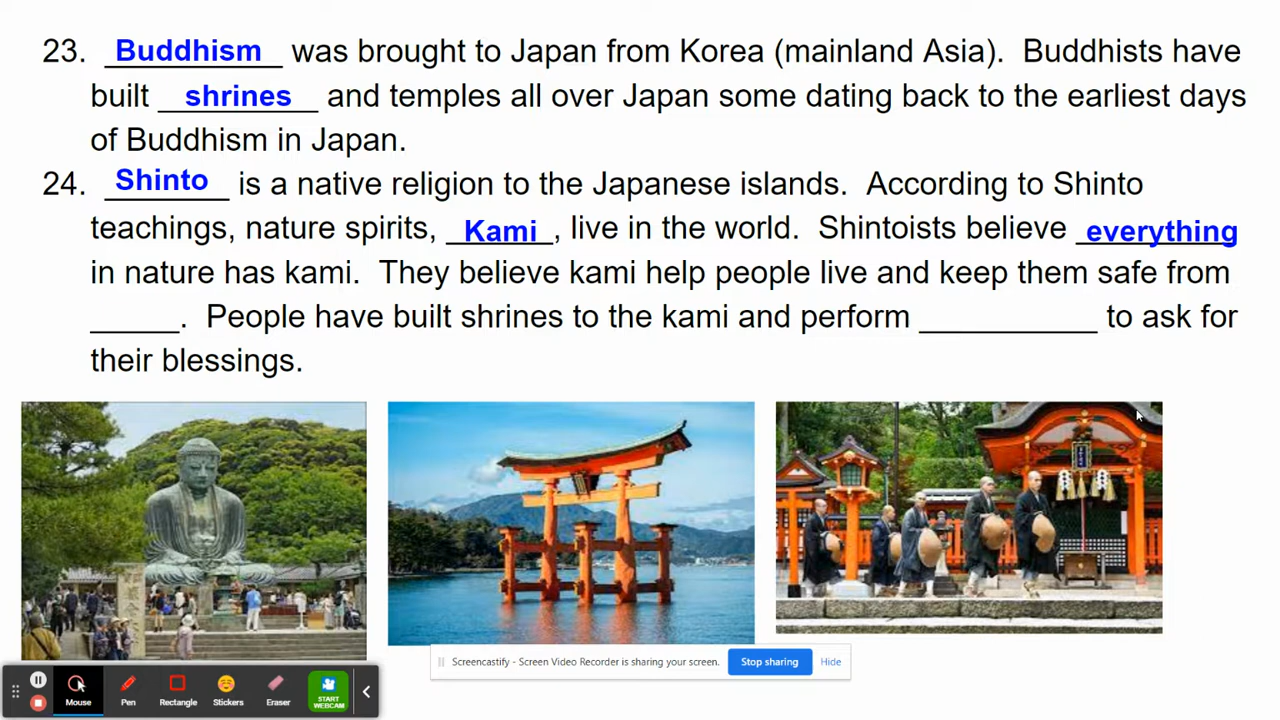 23. Buddhism was brought to Japan from Korea (mainland Asia). Buddhists have
built shrines and temples all over Japan some dating back to the earliest days
of Buddhism in Japan.
24. Shinto is a native religion to the Japanese islands. According to Shinto
teachings, nature spirits, Kami, live in the world. Shintoists believe everything
in nature has kami. They believe kami help people live and keep them safe from
_____. People have built shrines to the kami and perform __________ to ask for
their blessings.
Screencastify - Screen Video Recorder is sharing your screen. Stop sharing Hide
Mouse Pen Rectangle Stickers Eraser START WEBCAM